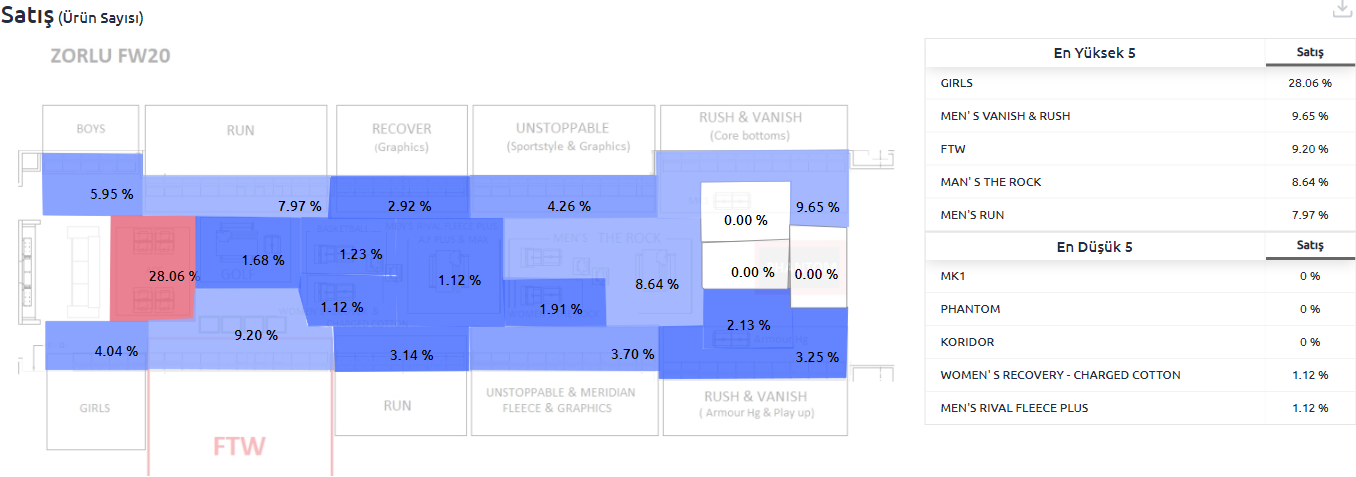 Satış (Ürün Sayısı)
ZORLU FW20
BOYS
RUN
RECOVER
(Graphics)
UNSTOPPABLE
(Sportstyle & Graphics)
RUSH & VANISH
(Core bottoms)
5.95 %
7.97 %
2.92 %
4.26 %
9.65 %
0.00 %
28.06 %
1.68 %
GOLF
1.23 %
1.12 %
MEN'S THE ROCK
8.64 %
0.00 %
0.00 %
1.12 %
1.91 %
9.20 %
2.13 %
Armour Hg
4.04 %
3.14 %
3.70 %
3.25 %
GIRLS
FTW
RUN
UNSTOPPABLE & MERIDIAN
FLEECE & GRAPHICS
RUSH & VANISH
( Armour Hg & Play up)
En Yüksek 5 Satış
GIRLS 28.06 %
MEN' S VANISH & RUSH 9.65 %
FTW 9.20 %
MAN' S THE ROCK 8.64 %
MEN'S RUN 7.97 %
En Düşük 5 Satış
MK1 0 %
PHANTOM 0 %
KORIDOR 0 %
WOMEN' S RECOVERY - CHARGED COTTON 1.12 %
MEN'S RIVAL FLEECE PLUS 1.12 %